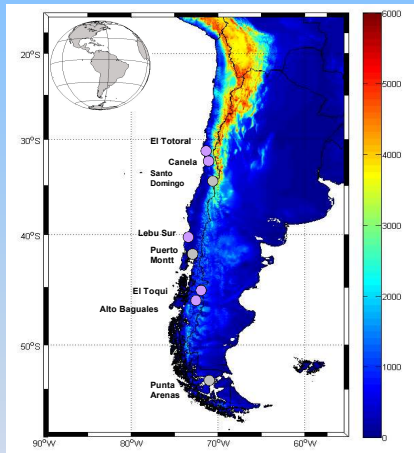 6000
20°S
5000
El Totoral
30°S
4000
Canela
Santo
Domingo
3000
Lebu Sur
40°S
Puerto
Montt
2000
El Toqui
Alto Baguales
50°S
1000
Punta
Arenas
0
90°W
80°W
70°W
60°W